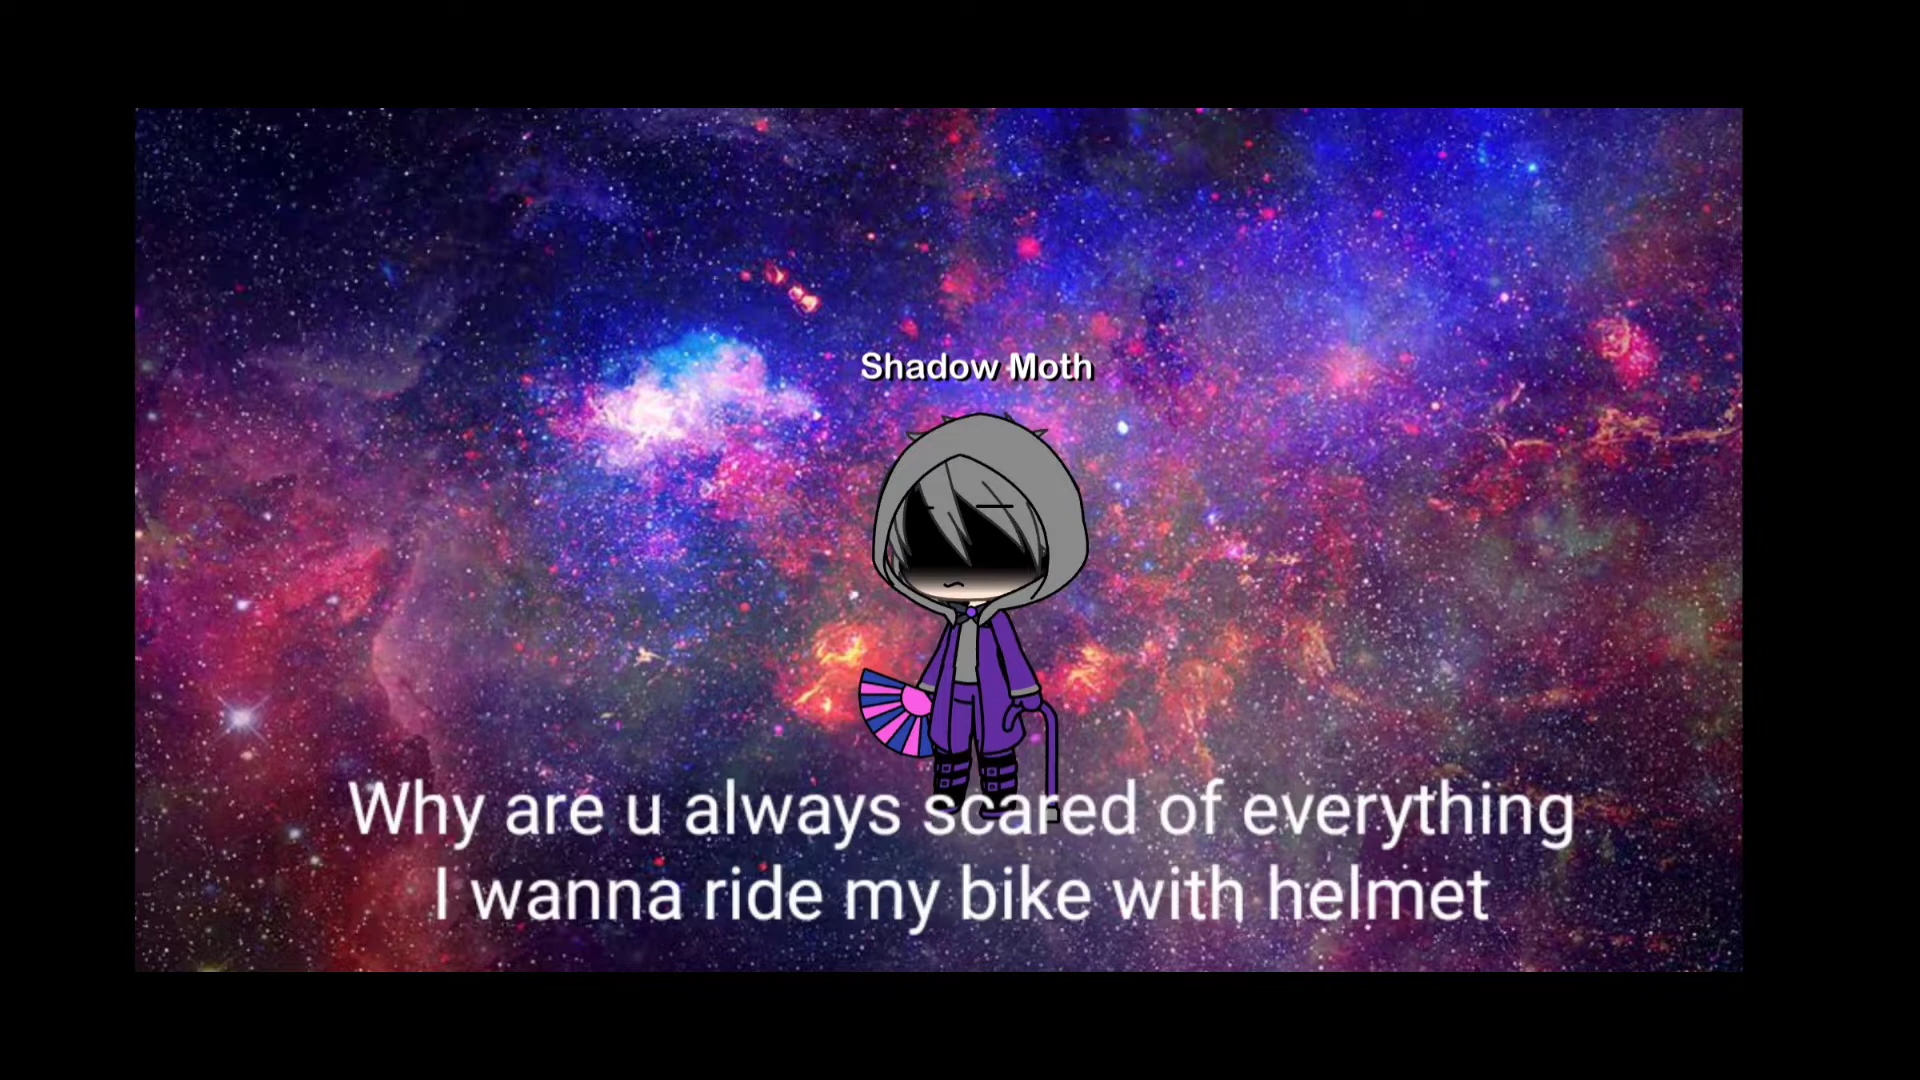 Shadow Moth
Why are u always scared of everything
I wanna ride my bike with helmet